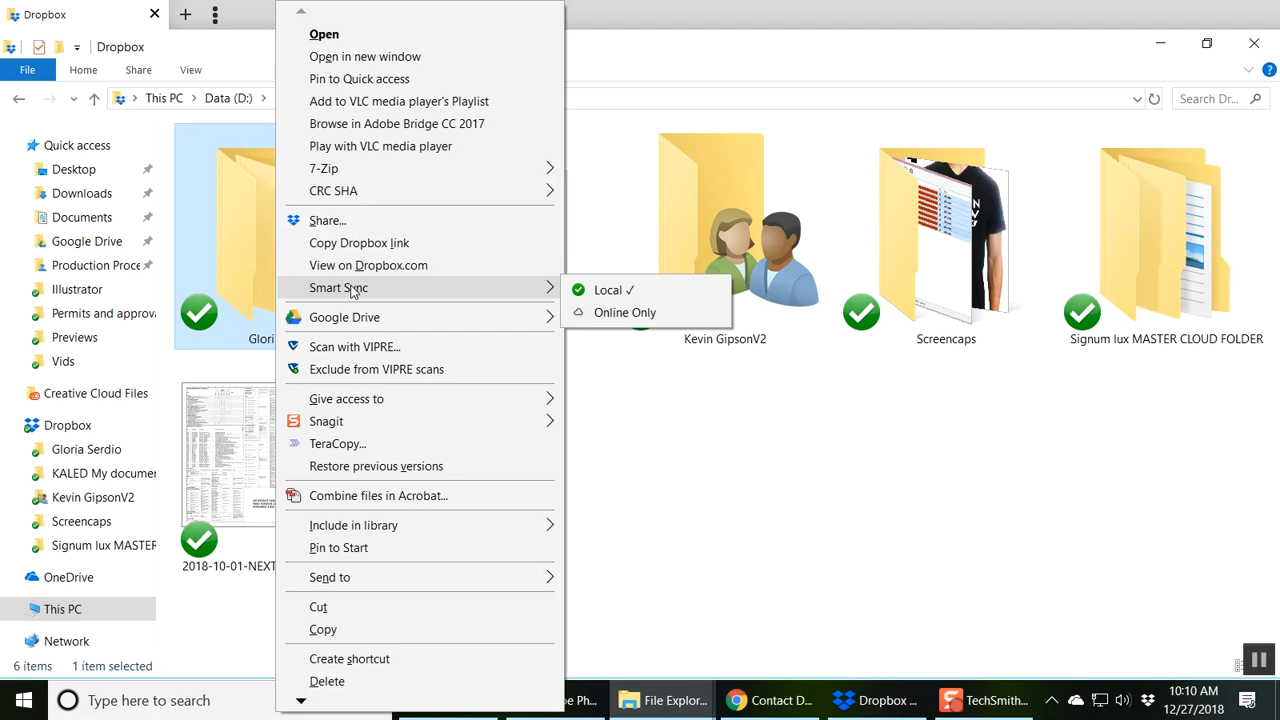 Dropbox
Dropbox
File
Home
Share
View
This PC
Data (D:)
Search Dr...
Quick access
Desktop
Downloads
Documents
Google Drive
Production Proce
Illustrator
Permits and approva
Previews
Vids
Creative Cloud Files
Dropbox
Gloria Serdio
KALED My documen
Kevin GipsonV2
Screencaps
Signum lux MASTER
OneDrive
This PC
Network
6 items
1 item selected
Open
Open in new window
Pin to Quick access
Add to VLC media player's Playlist
Browse in Adobe Bridge CC 2017
Play with VLC media player
7-Zip
CRC SHA
Share...
Copy Dropbox link
View on Dropbox.com
Smart Sync
Google Drive
Scan with VIPRE...
Exclude from VIPRE scans
Give access to
Snagit
TeraCopy...
Restore previous versions
Combine files in Acrobat...
Include in library
Pin to Start
Send to
Cut
Copy
Create shortcut
Delete
Local ✓
Online Only
Glori
Kevin GipsonV2
Screencaps
Signum lux MASTER CLOUD FOLDER
2018-10-01-NEXT
Type here to search
be Ph...
File Explor...
Contact D...
Dropbox ...
TechSmith...
10:10 AM
12/27/2018